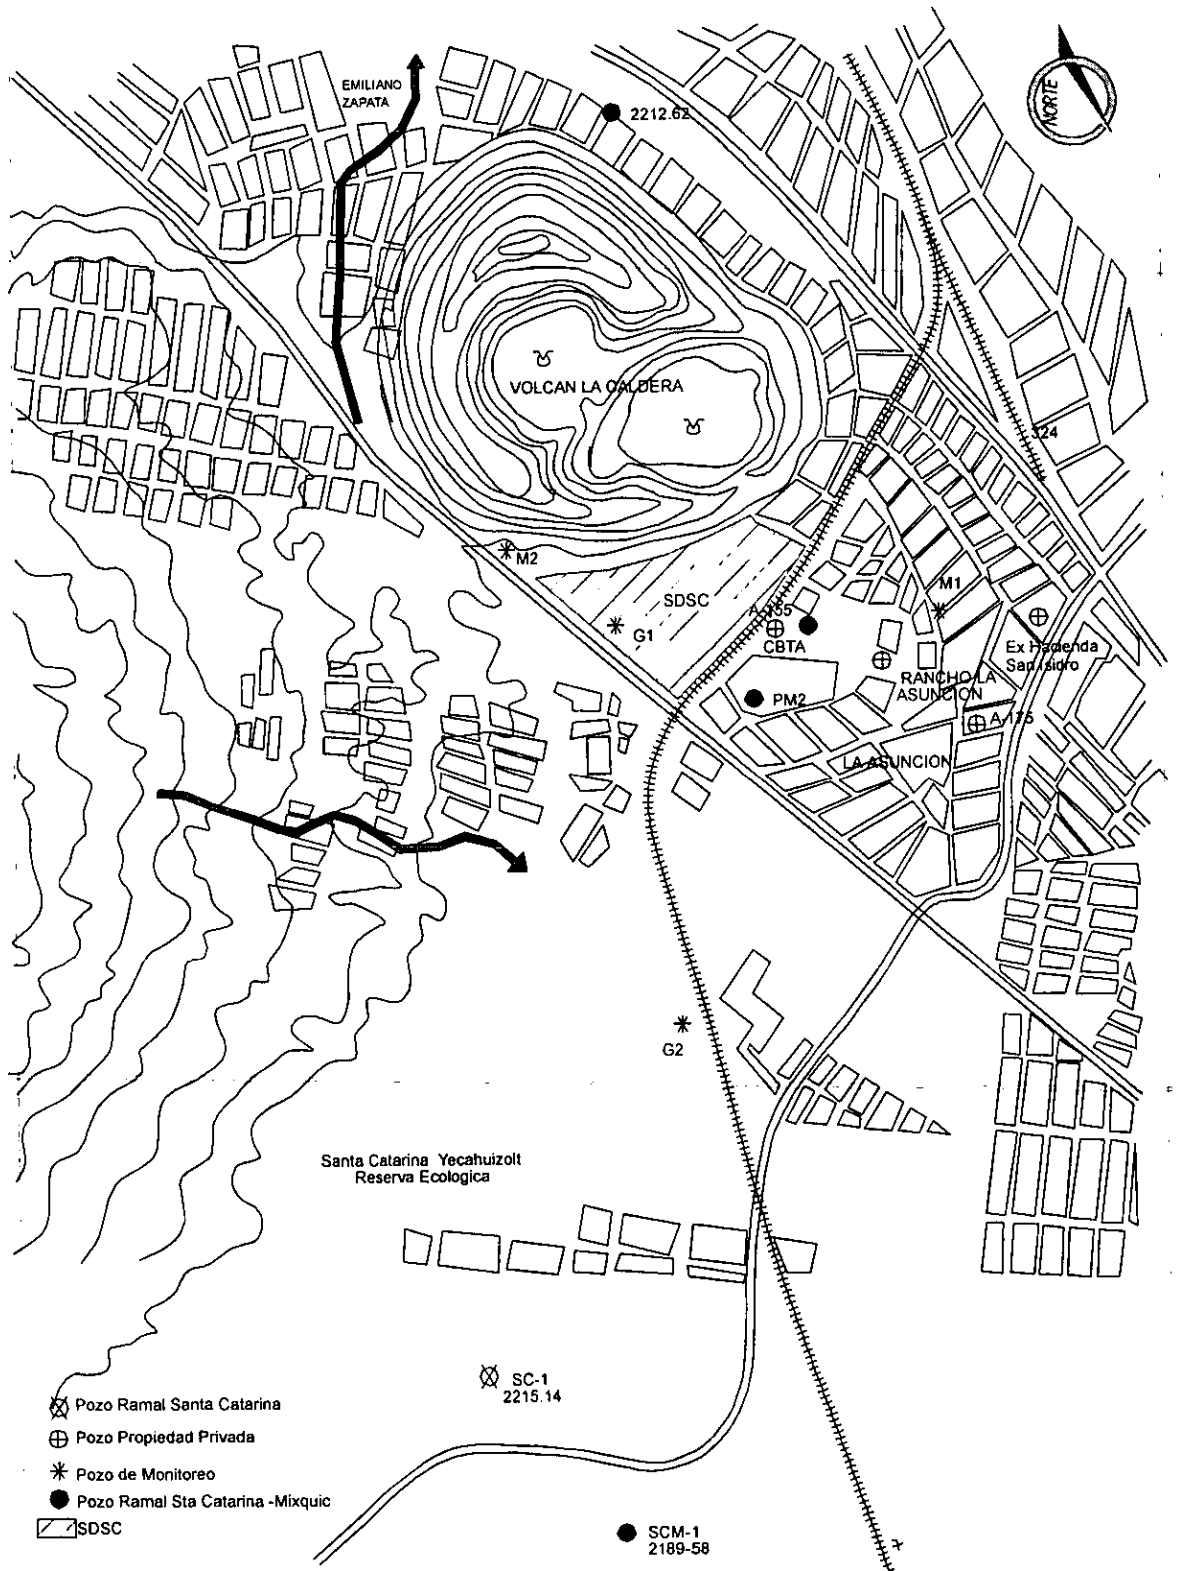 EMILIANO
ZAPATA
2212.62
NORTE
VOLCAN LA CALDERA
324
M2
SDSC
M1
A-155
G1
CBTA
Ex Hacienda
San Isidro
RANCHO LA
ASUNCION
PM2
LA ASUNCION
G2
Santa Catarina Yecahuizolt
Reserva Ecologica
SC-1
2215.14
Pozo Ramal Santa Catarina
Pozo Propiedad Privada
Pozo de Monitoreo
Pozo Ramal Sta Catarina -Mixquic
SDSC
SCM-1
2189-58